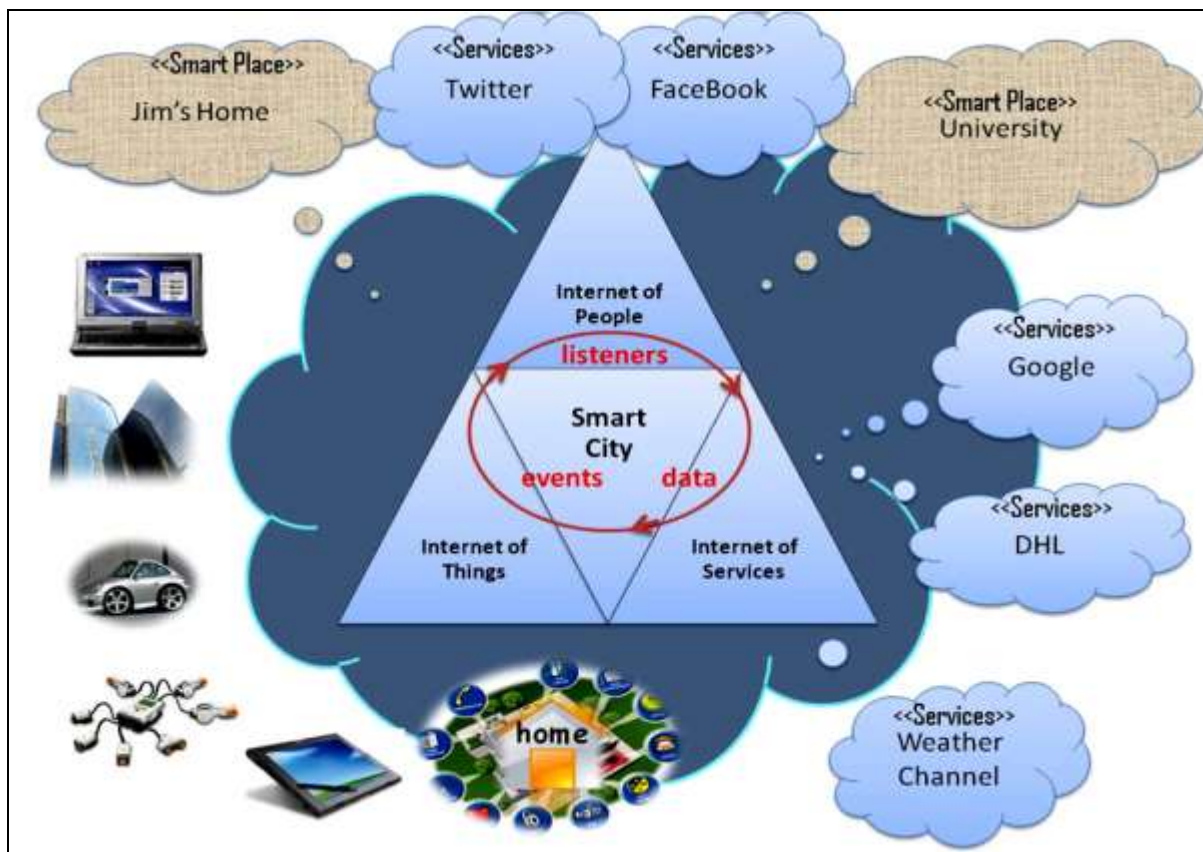 <<Smart Place>>
Jim's Home
<<Services>>
Twitter
<<Services>>
FaceBook
<<Smart Place>>
University
Internet of
People
listeners
Smart
City
events
data
Internet of
Things
Internet of
Services
<<Services>>
Google
<<Services>>
DHL
home
<<Services>>
Weather
Channel